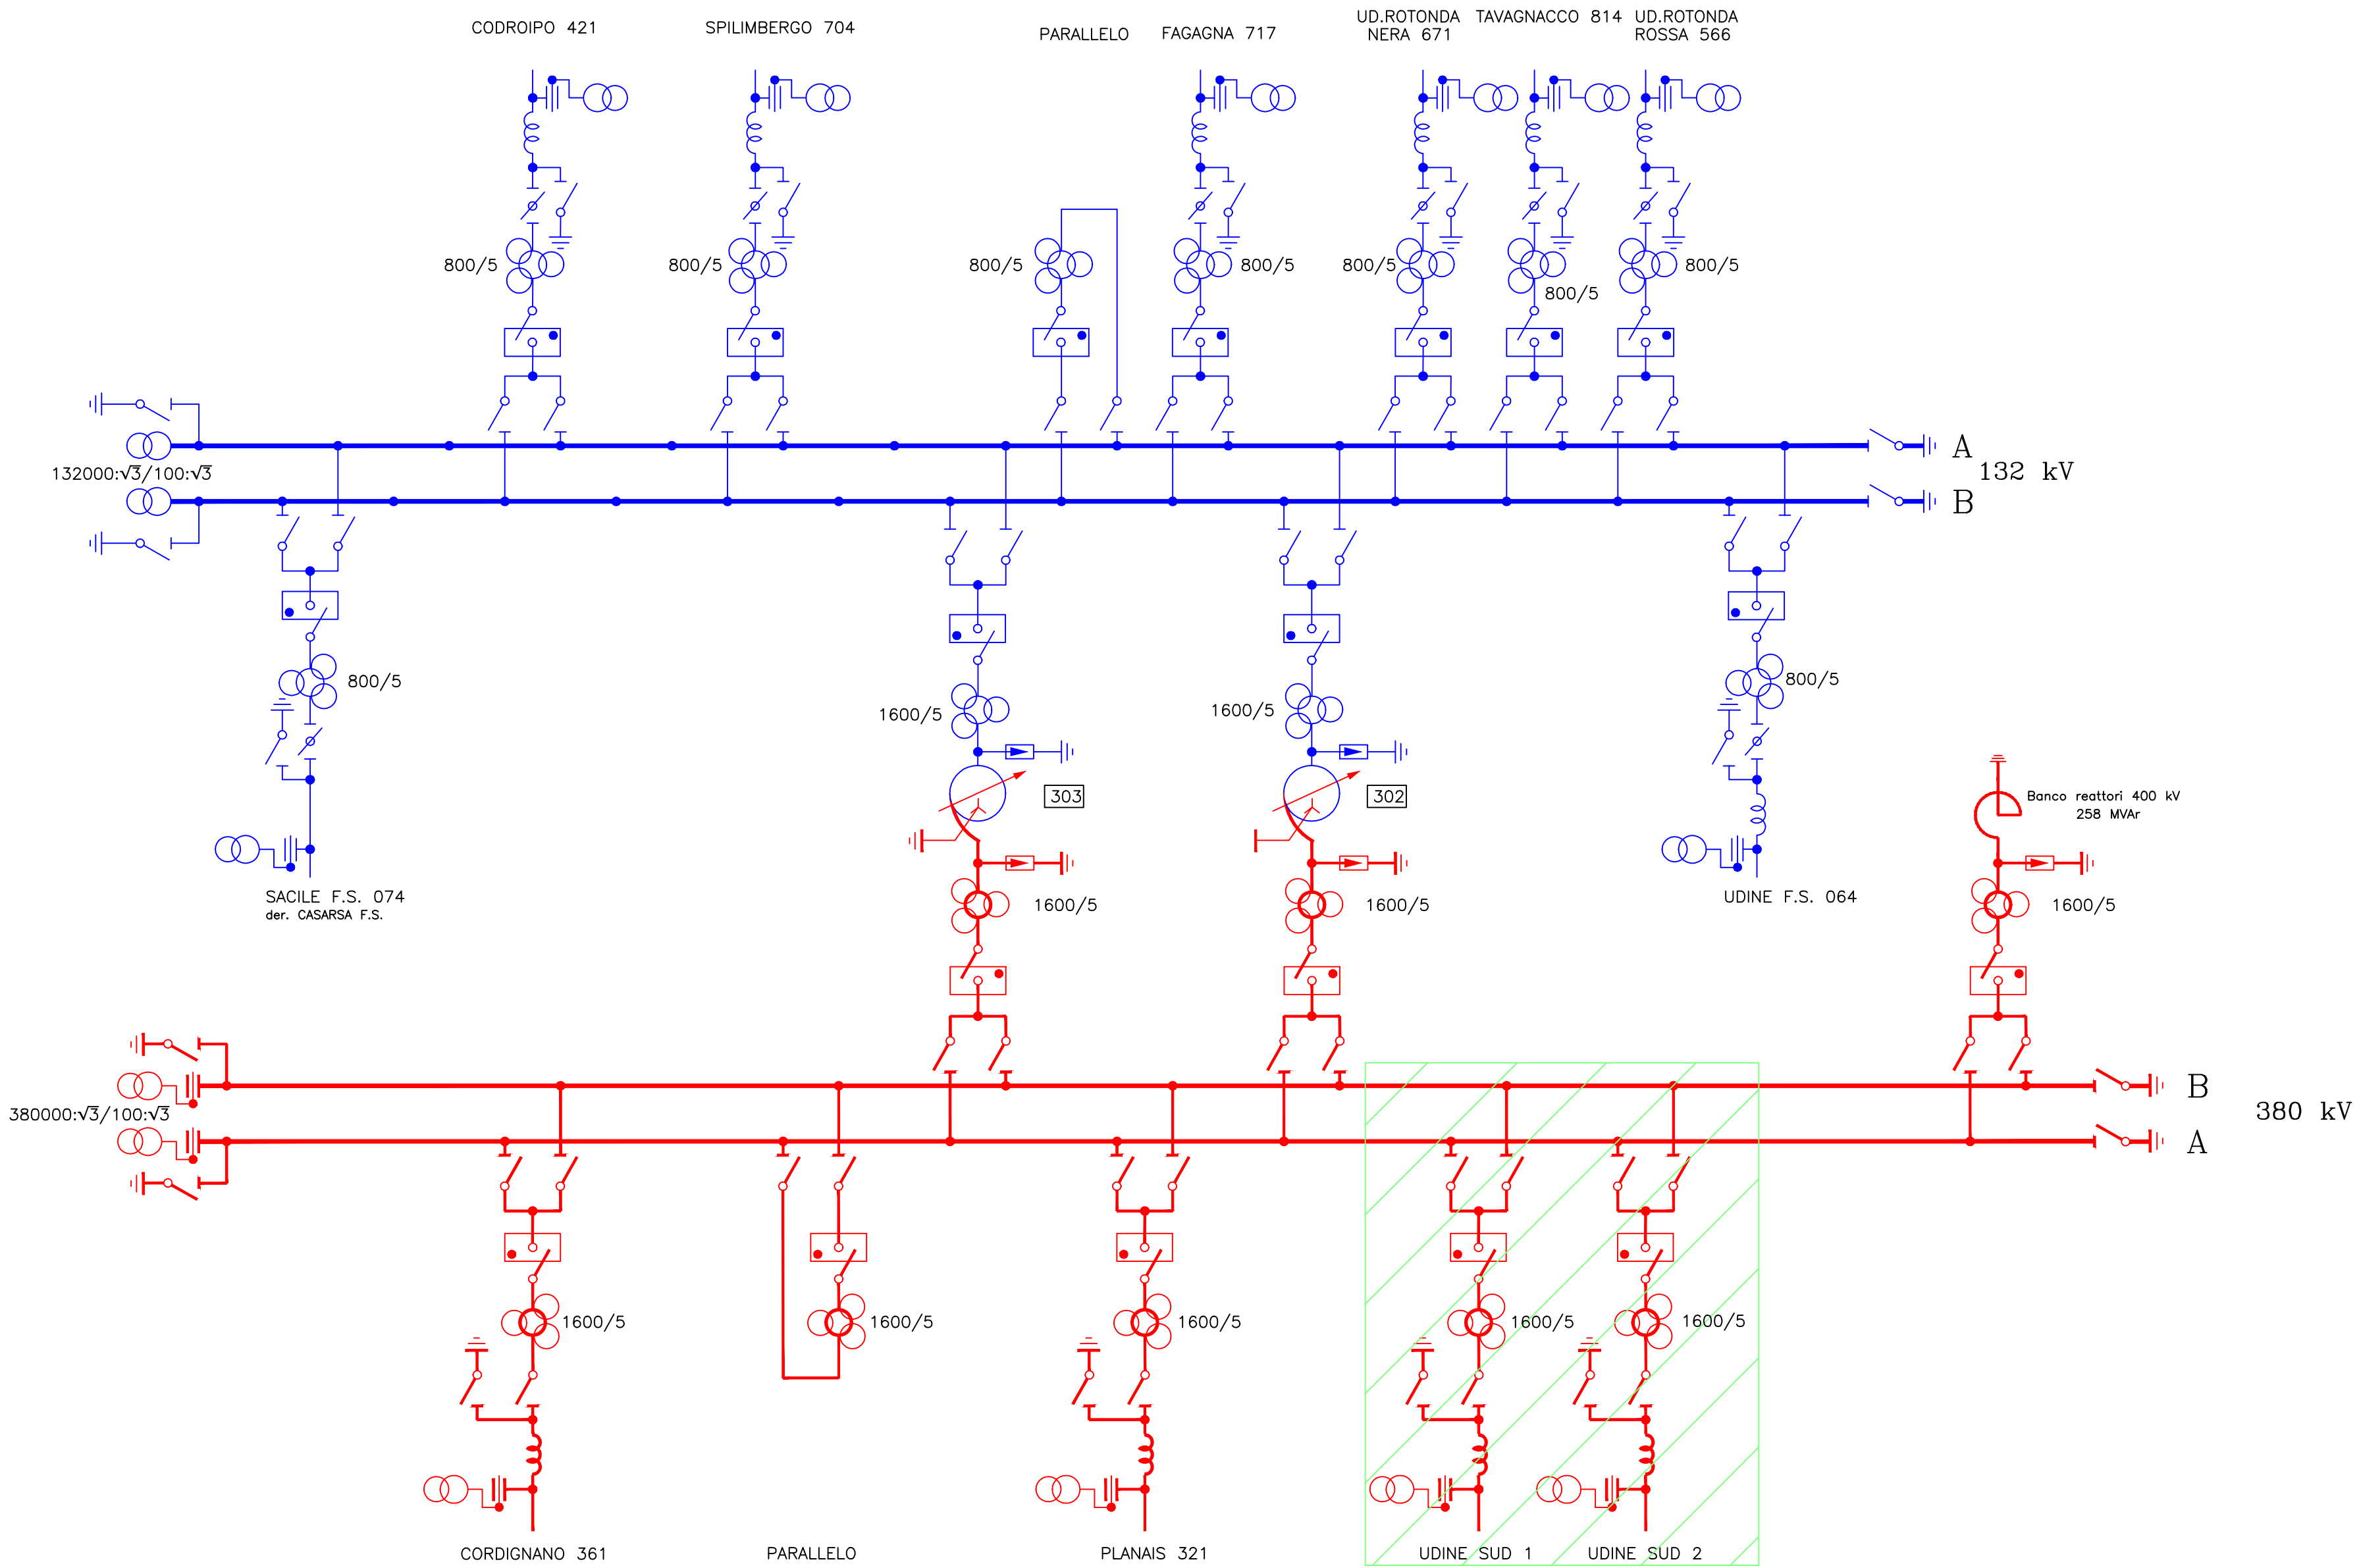 CODROIPO 421
SPILIMBERGO 704
PARALLELO
FAGAGNA 717
UD.ROTONDA
NERA 671
TAVAGNACCO 814
UD.ROTONDA
ROSSA 566
800/5
800/5
800/5
800/5
800/5
800/5
800/5
132000:√3/100:√3
A
132 kV
B
800/5
1600/5
1600/5
800/5
303
302
Banco reattori 400 kV
258 MVAr
SACILE F.S. 074
der. CASARSA F.S.
1600/5
1600/5
UDINE F.S. 064
1600/5
380000:√3/100:√3
B
380 kV
A
1600/5
1600/5
1600/5
1600/5
1600/5
CORDIGNANO 361
PARALLELO
PLANAIS 321
UDINE SUD 1
UDINE SUD 2